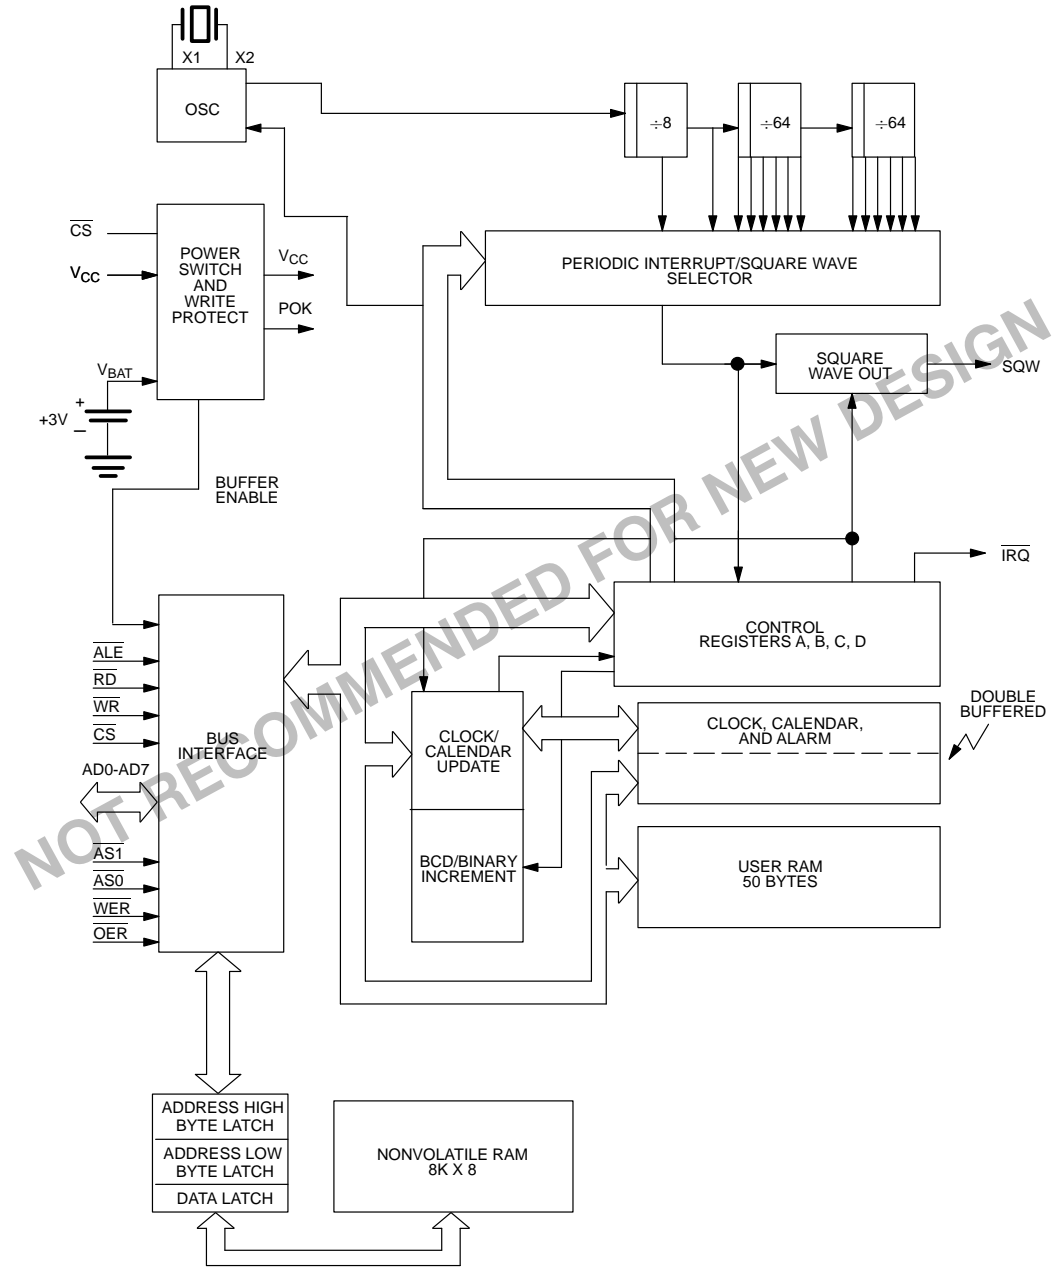 X1 X2
OSC
÷8
÷64
÷64
CS
VCC
POWER
SWITCH
AND
WRITE
PROTECT
VCC
POK
VBAT
+
+3V
–
BUFFER
ENABLE
PERIODIC INTERRUPT/SQUARE WAVE
SELECTOR
SQUARE
WAVE OUT
SQW
IRQ
CONTROL
REGISTERS A, B, C, D
DOUBLE
BUFFERED
CLOCK, CALENDAR,
AND ALARM
CLOCK/
CALENDAR
UPDATE
BCD/BINARY
INCREMENT
USER RAM
50 BYTES
ALE
RD
WR
CS
AD0-AD7
AS1
AS0
WER
OER
BUS
INTERFACE
ADDRESS HIGH
BYTE LATCH
ADDRESS LOW
BYTE LATCH
DATA LATCH
NONVOLATILE RAM
8K X 8
NOT RECOMMENDED FOR NEW DESIGN